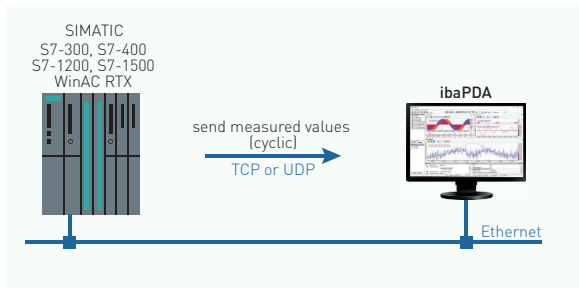 SIMATIC
S7-300, S7-400
S7-1200, S7-1500
WinAC RTX
ibaPDA
send measured values
(cyclic)
TCP or UDP
Ethernet